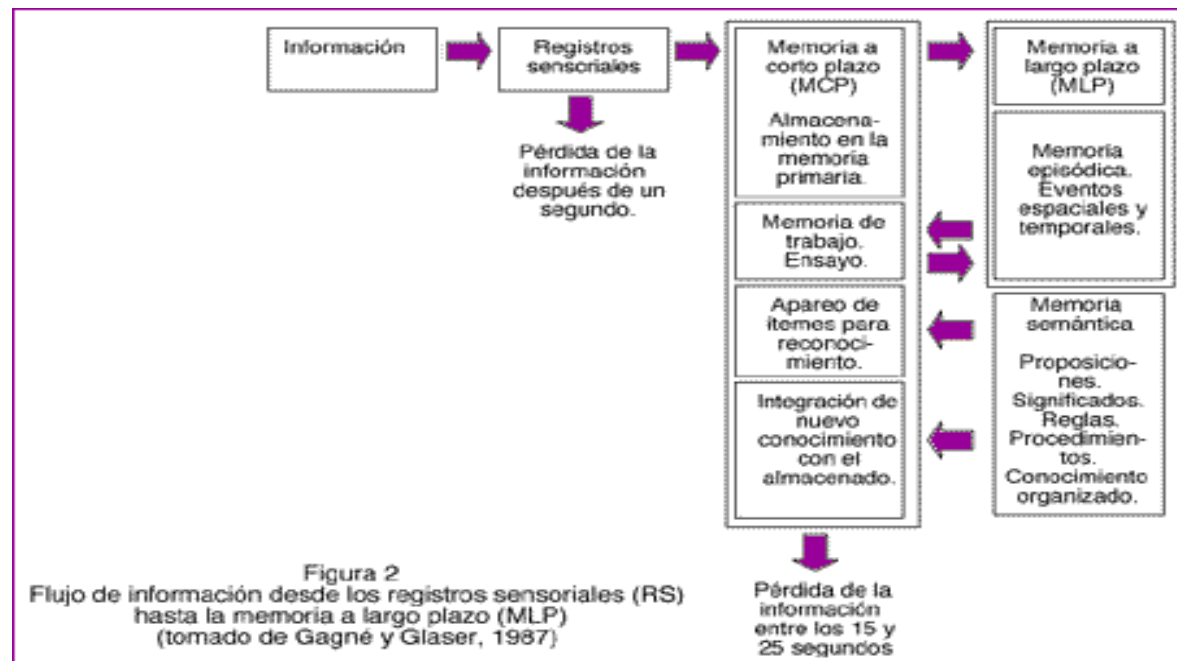 Información
Registros
sensoriales
Pérdida de la
información
después de un
segundo.
Memoria a
corto plazo
(MCP)
Almacena-
miento en la
memoria
primaria.
Memoria de
trabajo.
Ensayo.
Apareo de
ítemes para
reconoci-
miento.
Integración de
nuevo
conocimiento
con el
almacenado.
Pérdida de la
información
entre los 15 y
25 segundos
Memoria a
largo plazo
(MLP)
Memoria
episódica.
Eventos
espaciales y
temporales.
Memoria
semántica
Proposicio-
nes.
Significados.
Reglas.
Procedimien-
tos.
Conocimiento
organizado.
Figura 2
Flujo de información desde los registros sensoriales (RS)
hasta la memoria a largo plazo (MLP)
(tomado de Gagné y Glaser, 1987)